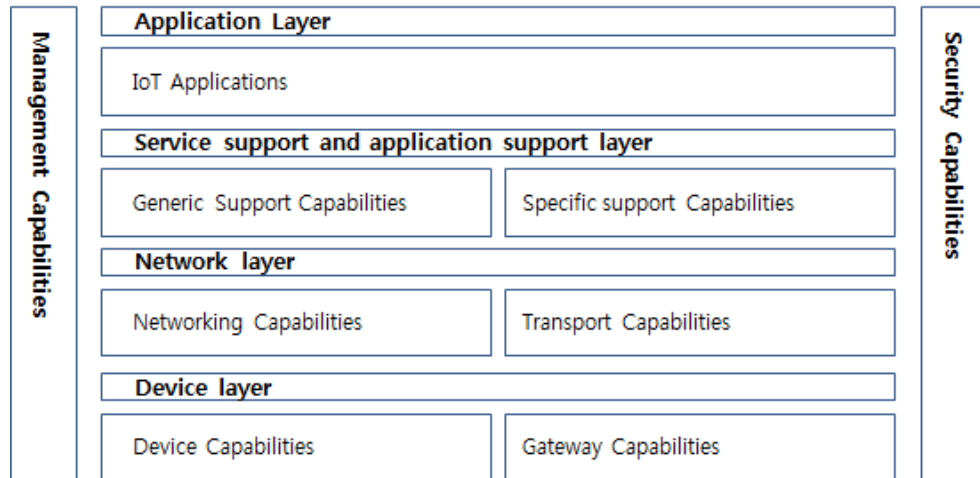 Management Capabilities
Application Layer
IoT Applications
Service support and application support layer
Generic Support Capabilities
Specific support Capabilities
Network layer
Networking Capabilities
Transport Capabilities
Device layer
Device Capabilities
Gateway Capabilities
Security Capabilities